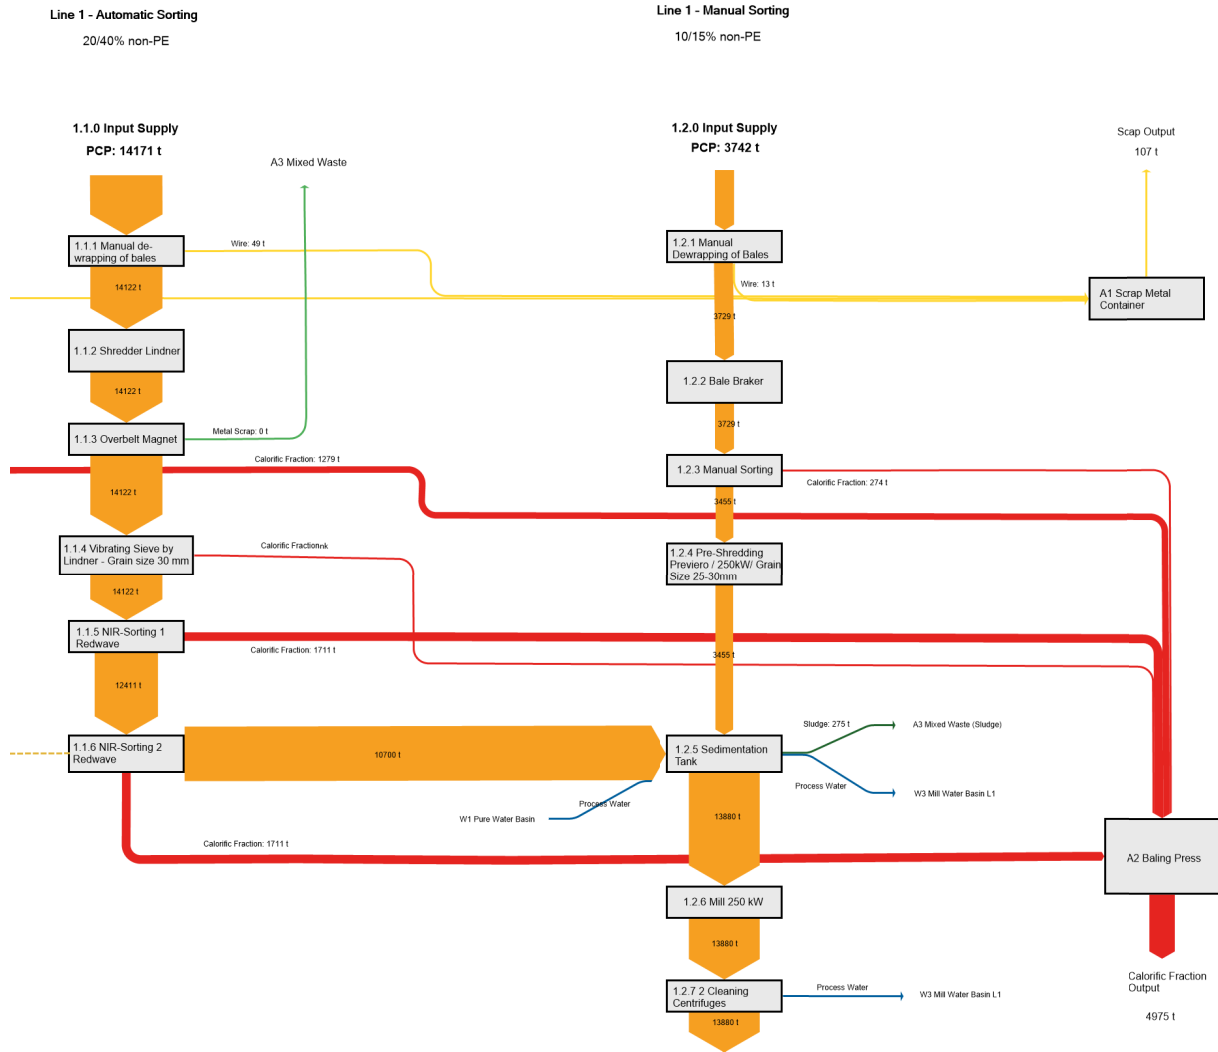 Line 1 - Automatic Sorting
20/40% non-PE
Line 1 - Manual Sorting
10/15% non-PE
1.1.0 Input Supply
PCP: 14171 t
A3 Mixed Waste
1.2.0 Input Supply
PCP: 3742 t
Scap Output
107 t
1.1.1 Manual de-
wrapping of bales
Wire: 49 t
1.2.1 Manual
Dewrapping of Bales
14122 t
Wire: 13 t
A1 Scrap Metal
Container
3729 t
1.1.2 Shredder Lindner
1.2.2 Bale Braker
14122 t
3729 t
1.1.3 Overbelt Magnet
Metal Scrap: 0 t
Calorific Fraction: 1279 t
1.2.3 Manual Sorting
Calorific Fraction: 274 t
14122 t
3455 t
1.1.4 Vibrating Sieve by
Lindner - Grain size 30 mm
Calorific Fractionnk
1.2.4 Pre-Shredding
Previero / 250kW/ Grain
Size 25-30mm
14122 t
1.1.5 NIR-Sorting 1
Redwave
Calorific Fraction: 1711 t
3455 t
12411 t
1.1.6 NIR-Sorting 2
Redwave
10700 t
1.2.5 Sedimentation
Tank
Sludge: 275 t
A3 Mixed Waste (Sludge)
Process Water
W3 Mill Water Basin L1
Process Water
W1 Pure Water Basin
13880 t
Calorific Fraction: 1711 t
A2 Baling Press
1.2.6 Mill 250 kW
13880 t
1.2.7 2 Cleaning
Centrifuges
Process Water
W3 Mill Water Basin L1
13880 t
Calorific Fraction
Output
4975 t